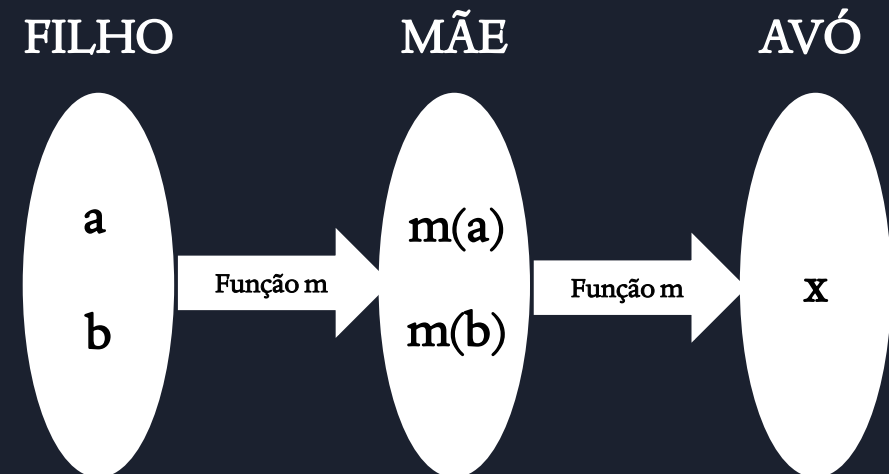 FILHO
MÃE
AVÓ
a
b
Função m
m(a)
m(b)
Função m
x